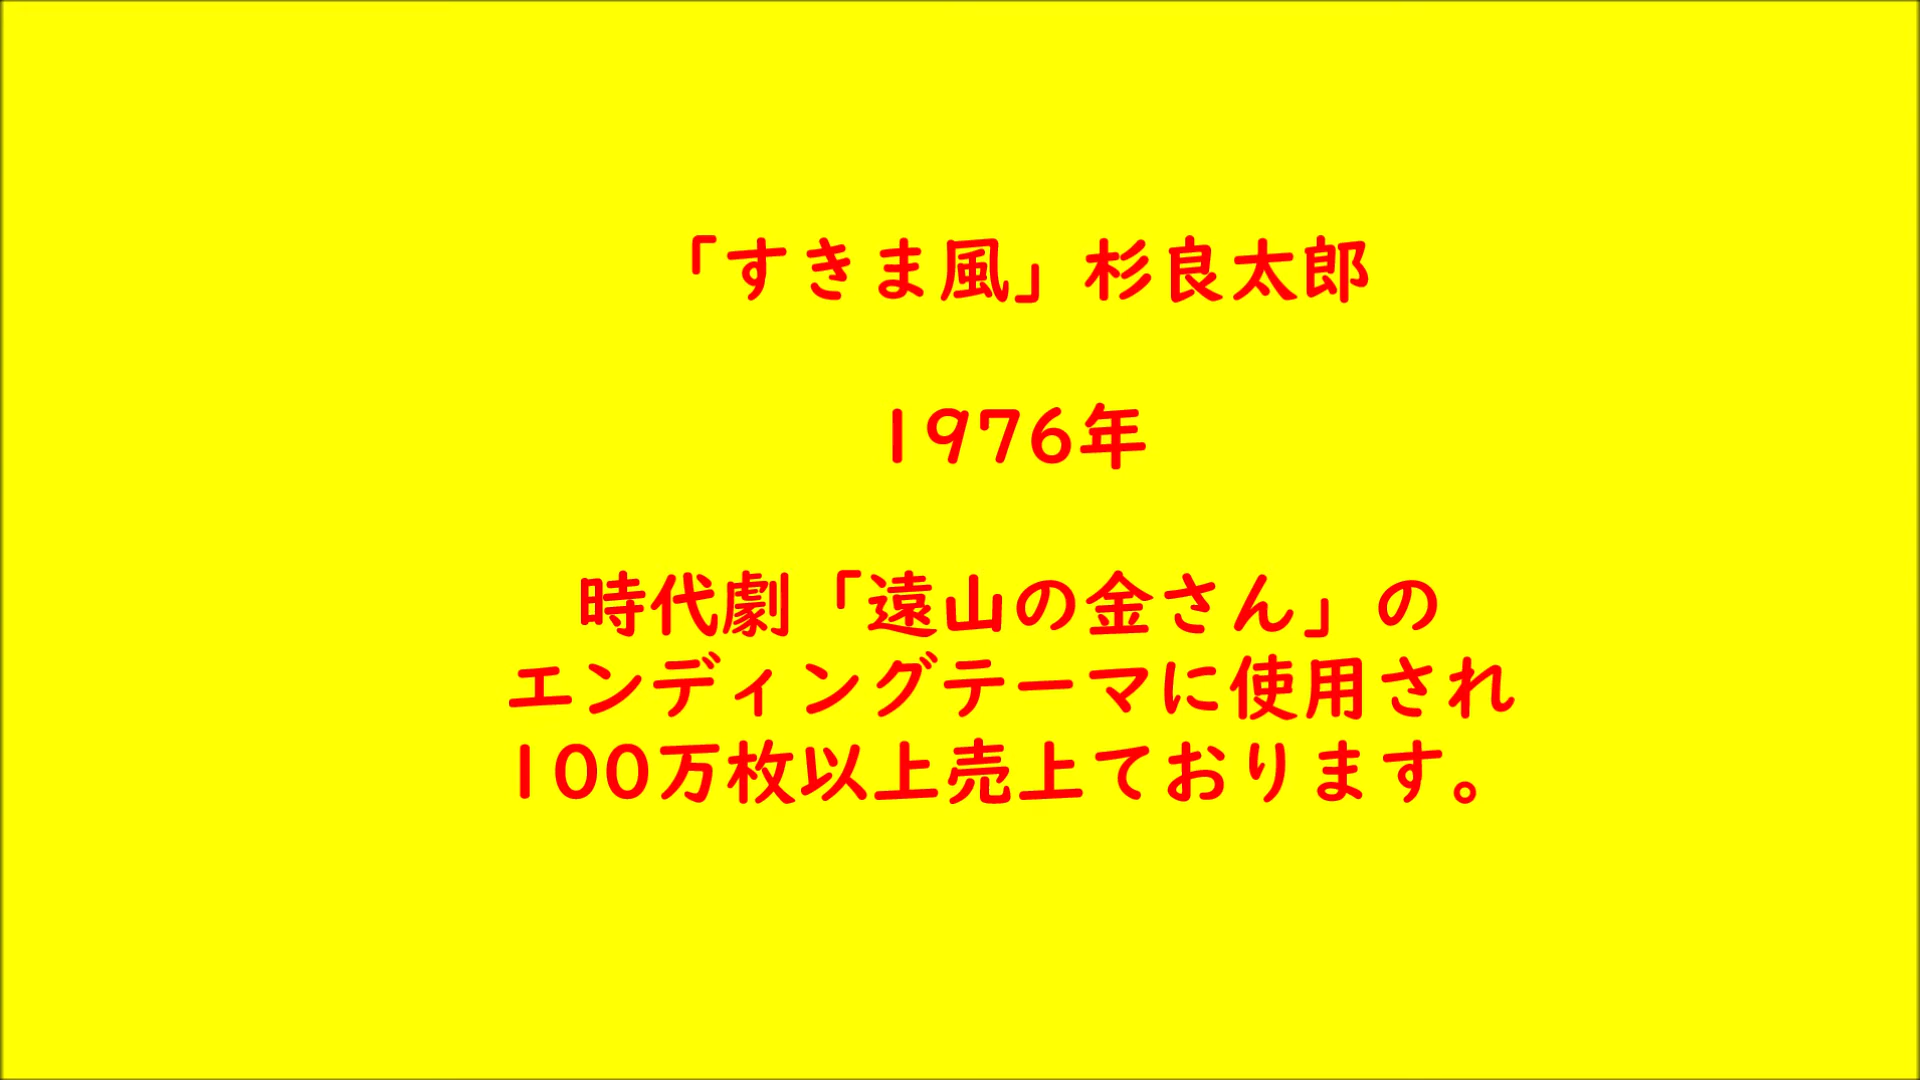 「すきま風」杉良太郎
1976年
時代劇「遠山の金さん」の
エンディングテーマに使用され
100万枚以上売上ております。